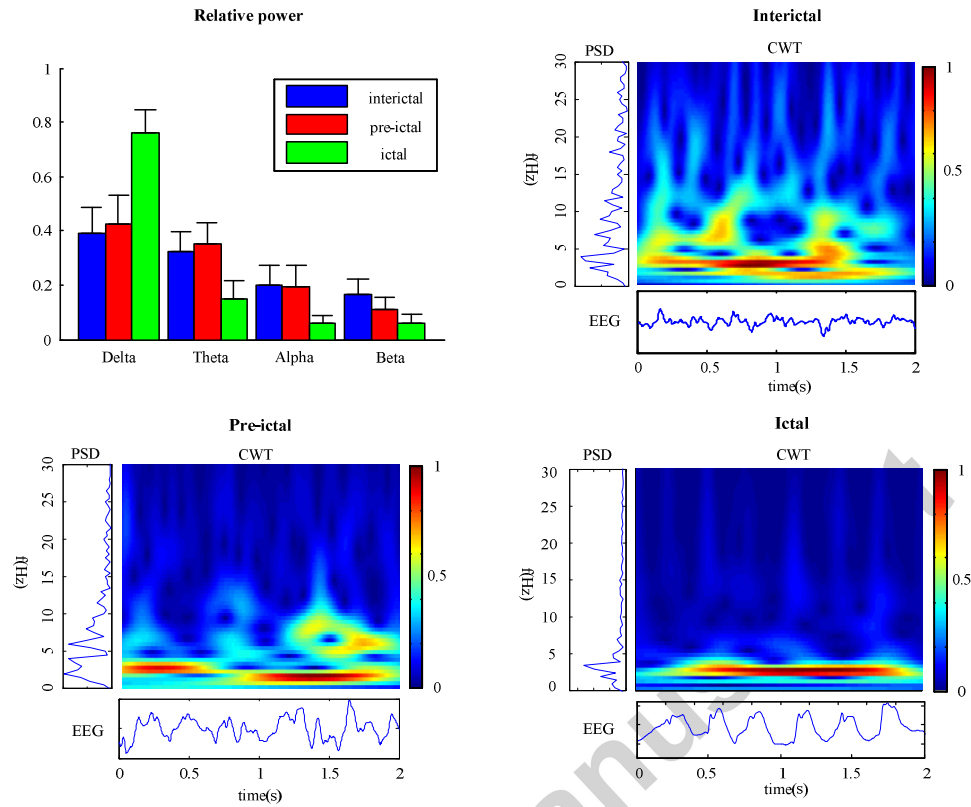 Relative power
1
0.8
0.6
0.4
0.2
0
interictal
pre-ictal
ictal
Delta Theta Alpha Beta
Interictal
PSD CWT
30
25
20
15
10
5
0
f(Hz)
1
0.5
0
EEG
0 0.5 1 1.5 2
time(s)
Pre-ictal
PSD CWT
30
25
20
15
10
5
0
f(Hz)
1
0.5
0
EEG
0 0.5 1 1.5 2
time(s)
Ictal
PSD CWT
30
25
20
15
10
5
0
f(Hz)
1
0.5
0
EEG
0 0.5 1 1.5 2
time(s)